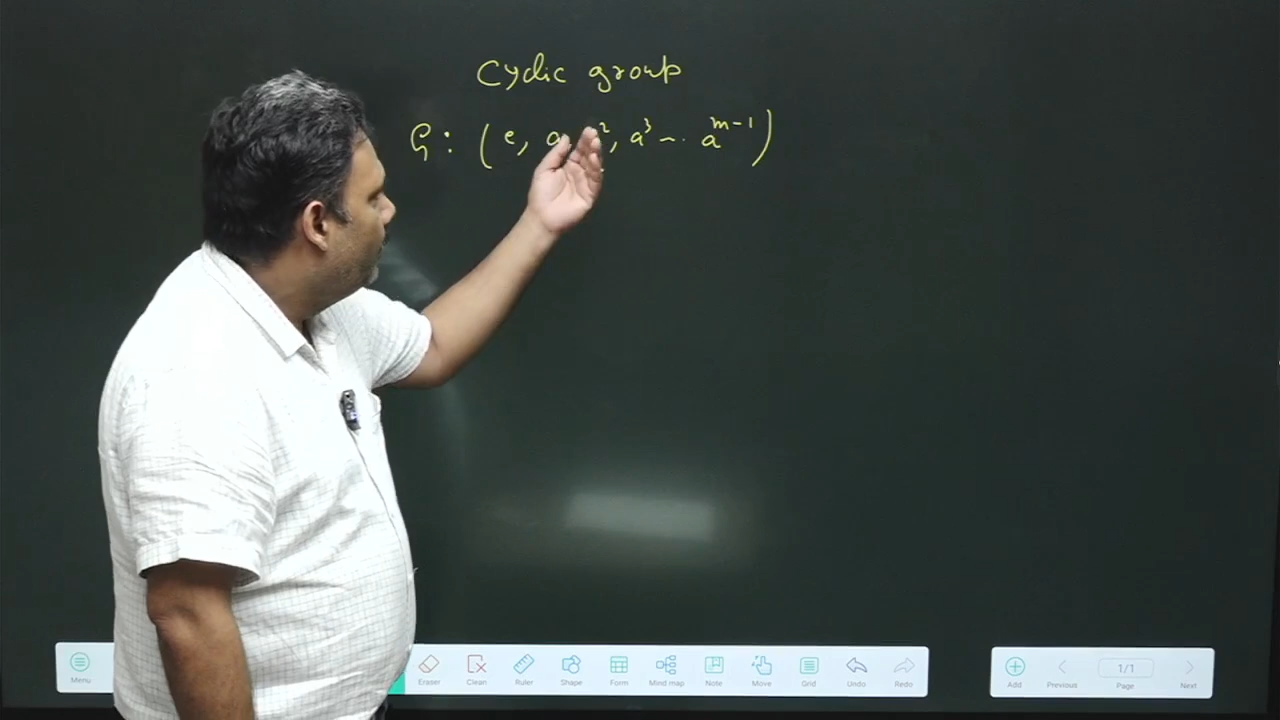 Cyclic group
G: (e, a, a², a³ -.. a^{m-1})
Menu
Eraser Clean Ruler Shape Form Mind map Note Move Grid Undo Redo
Add Previous 1/1 Page Next